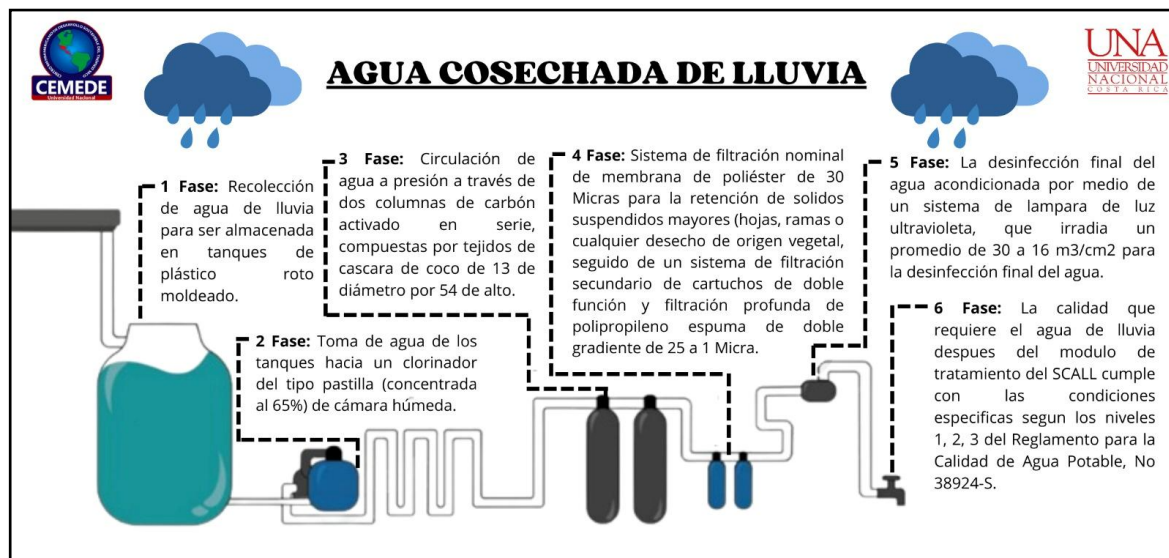 CEMEDE
Universidad Nacional
AGUA COSECHADA DE LLUVIA
UNA
UNIVERSIDAD
NACIONAL
COSTA RICA
1 Fase: Recolección
de agua de lluvia
para ser almacenada
en tanques de
plástico roto
moldeado.
2 Fase: Toma de agua de los
tanques hacia un clorinador
del tipo pastilla (concentrada
al 65%) de cámara húmeda.
3 Fase: Circulación de
agua a presión a través de
dos columnas de carbón
activado en serie,
compuestas por tejidos de
cascara de coco de 13 de
diámetro por 54 de alto.
4 Fase: Sistema de filtración nominal
de membrana de poliéster de 30
Micras para la retención de solidos
suspendidos mayores (hojas, ramas o
cualquier desecho de origen vegetal,
seguido de un sistema de filtración
secundario de cartuchos de doble
función y filtración profunda de
polipropileno espuma de doble
gradiente de 25 a 1 Micra.
5 Fase: La desinfección final del
agua acondicionada por medio de
un sistema de lampara de luz
ultravioleta, que irradia un
promedio de 30 a 16 m3/cm2 para
la desinfección final del agua.
6 Fase: La calidad que
requiere el agua de lluvia
despues del modulo de
tratamiento del SCALL cumple
con las condiciones
especificas segun los niveles
1, 2, 3 del Reglamento para la
Calidad de Agua Potable, No
38924-S.